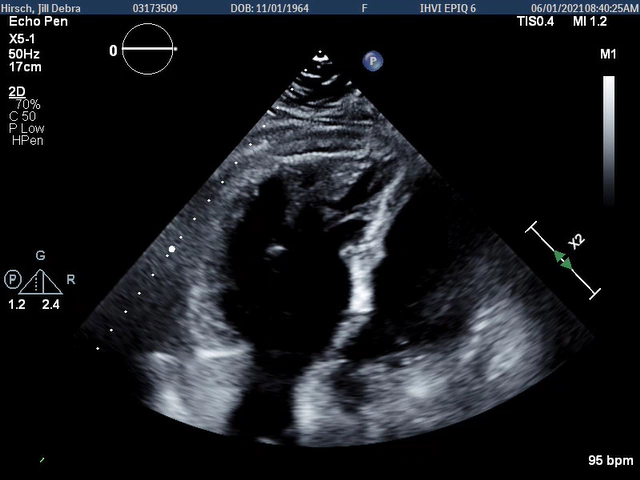 Hirsch, Jill Debra 03173509 DOB: 11/01/1964 F IHVI EPIQ 6 06/01/2021 08:40:25AM
Echo Pen TIS0.4 MI 1.2
X5-1
50Hz
17cm
0
P
M1
2D
70%
C 50
P Low
HPen
X2
G
P R
1.2 2.4
95 bpm